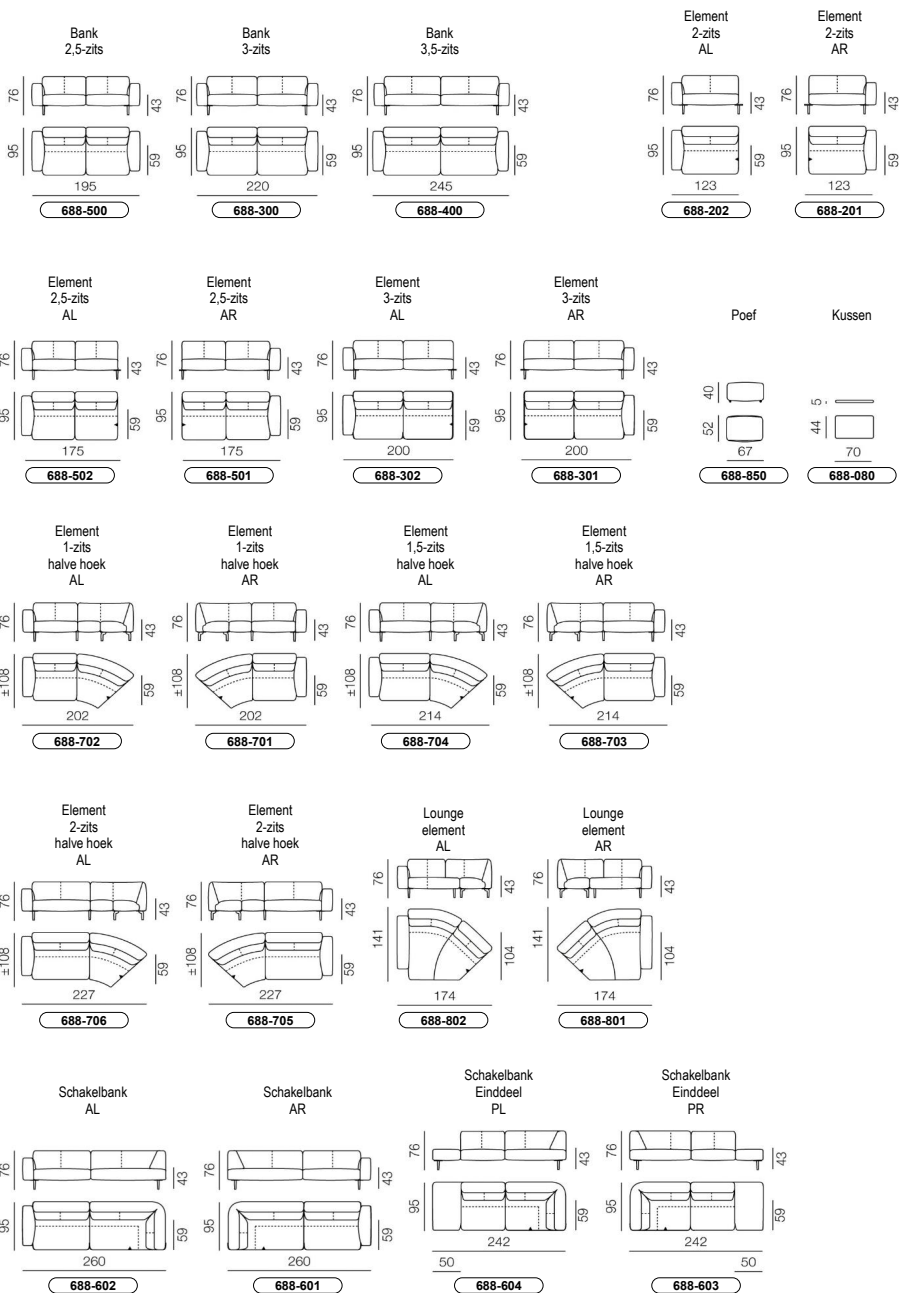 Bank
2,5-zits
76
43
95
59
195
688-500
Bank
3-zits
76
43
95
59
220
688-300
Bank
3,5-zits
76
43
95
59
245
688-400
Element
2-zits
AL
76
43
95
59
123
688-202
Element
2-zits
AR
76
43
95
59
123
688-201
Element
2,5-zits
AL
76
43
95
59
175
688-502
Element
2,5-zits
AR
76
43
95
59
175
688-501
Element
3-zits
AL
76
43
95
59
200
688-302
Element
3-zits
AR
76
43
95
59
200
688-301
Poef
40
52
67
688-850
Kussen
5
44
70
688-080
Element
1-zits
halve hoek
AL
76
43
±108
59
202
688-702
Element
1-zits
halve hoek
AR
76
43
±108
59
202
688-701
Element
1,5-zits
halve hoek
AL
76
43
±108
59
214
688-704
Element
1,5-zits
halve hoek
AR
76
43
±108
59
214
688-703
Element
2-zits
halve hoek
AL
76
43
±108
59
227
688-706
Element
2-zits
halve hoek
AR
76
43
±108
59
227
688-705
Lounge
element
AL
76
43
141
104
174
688-802
Lounge
element
AR
76
43
141
104
174
688-801
Schakelbank
AL
76
43
95
59
260
688-602
Schakelbank
AR
76
43
95
59
260
688-601
Schakelbank
Einddeel
PL
76
43
95
59
242
50
688-604
Schakelbank
Einddeel
PR
76
43
95
59
242
50
688-603